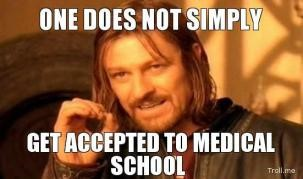 ONE DOES NOT SIMPLY
GET ACCEPTED TO MEDICAL
SCHOOL
Troll.me